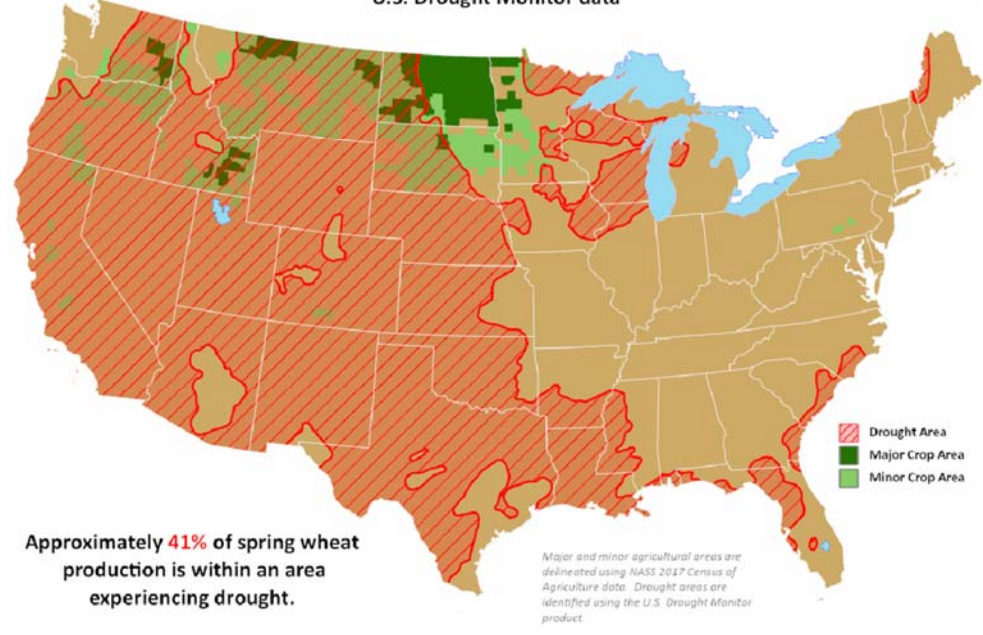 U.S. Drought Monitor data
Drought Area
Major Crop Area
Minor Crop Area
Approximately 41% of spring wheat
production is within an area
experiencing drought.
Major and minor agricultural areas are
delineated using NASS 2017 Census of
Agriculture data. Drought areas are
identified using the U.S. Drought Monitor
product.